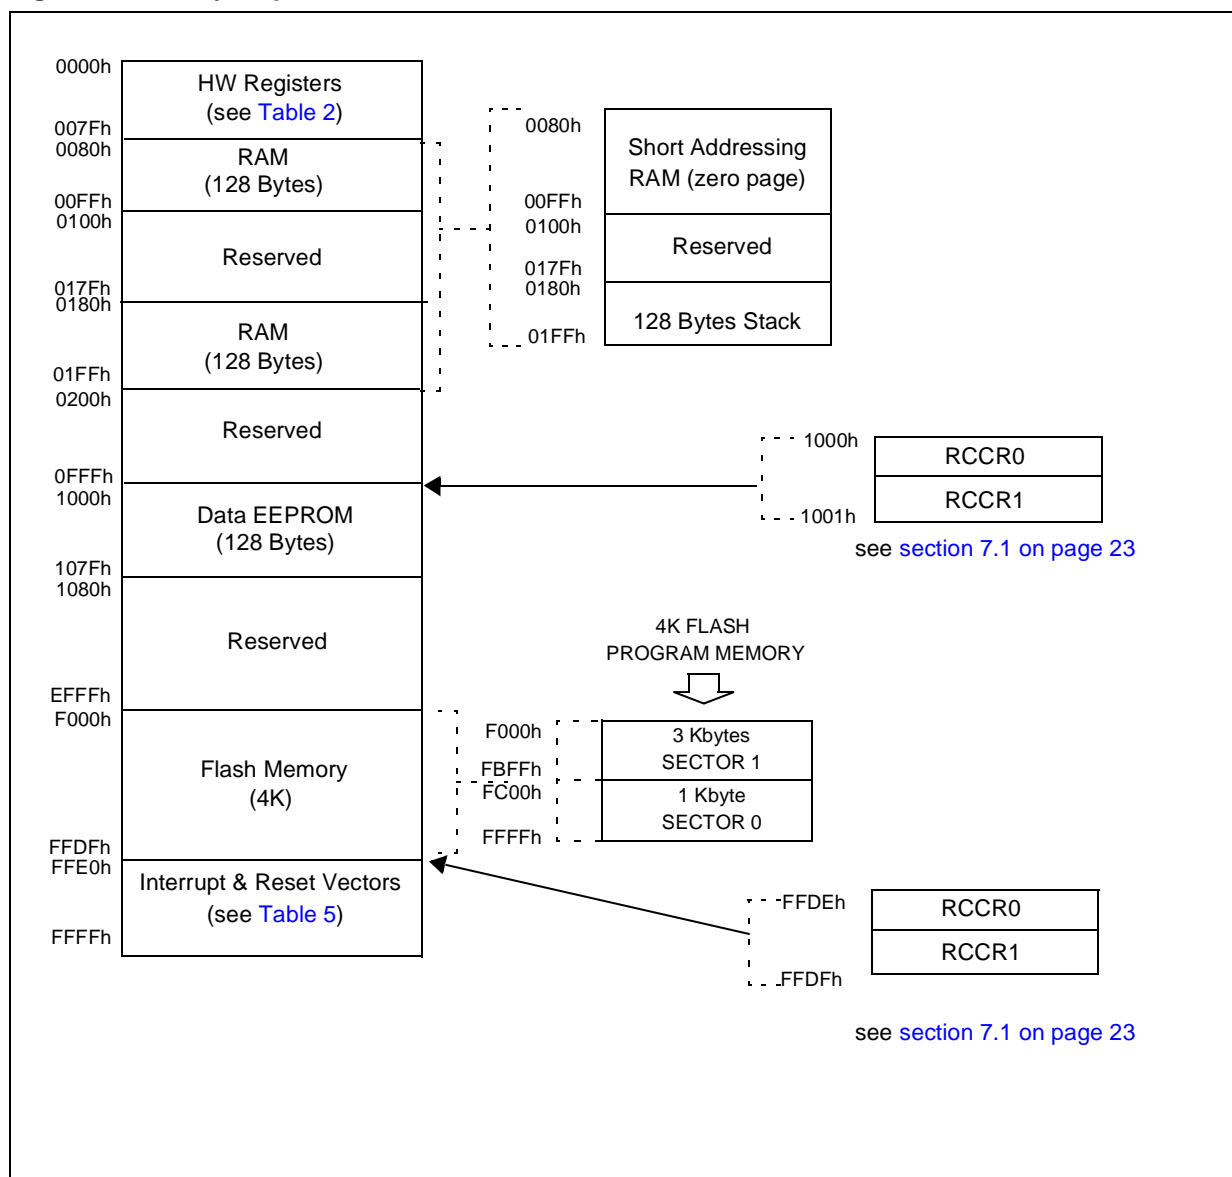 0000h
HW Registers
(see Table 2)
007Fh
0080h
RAM
(128 Bytes)
00FFh
0100h
Reserved
017Fh
0180h
RAM
(128 Bytes)
01FFh
0200h
Reserved
0FFFh
1000h
Data EEPROM
(128 Bytes)
107Fh
1080h
Reserved
EFFFh
F000h
Flash Memory
(4K)
FFDFh
FFE0h
Interrupt & Reset Vectors
(see Table 5)
FFFFh
0080h
Short Addressing
RAM (zero page)
00FFh
0100h
Reserved
017Fh
0180h
128 Bytes Stack
01FFh
1000h
RCCR0
RCCR1
1001h
see section 7.1 on page 23
4K FLASH
PROGRAM MEMORY
F000h
3 Kbytes
SECTOR 1
FBFFh
FC00h
1 Kbyte
SECTOR 0
FFFFh
FFDEh
RCCR0
RCCR1
FFDFh
see section 7.1 on page 23